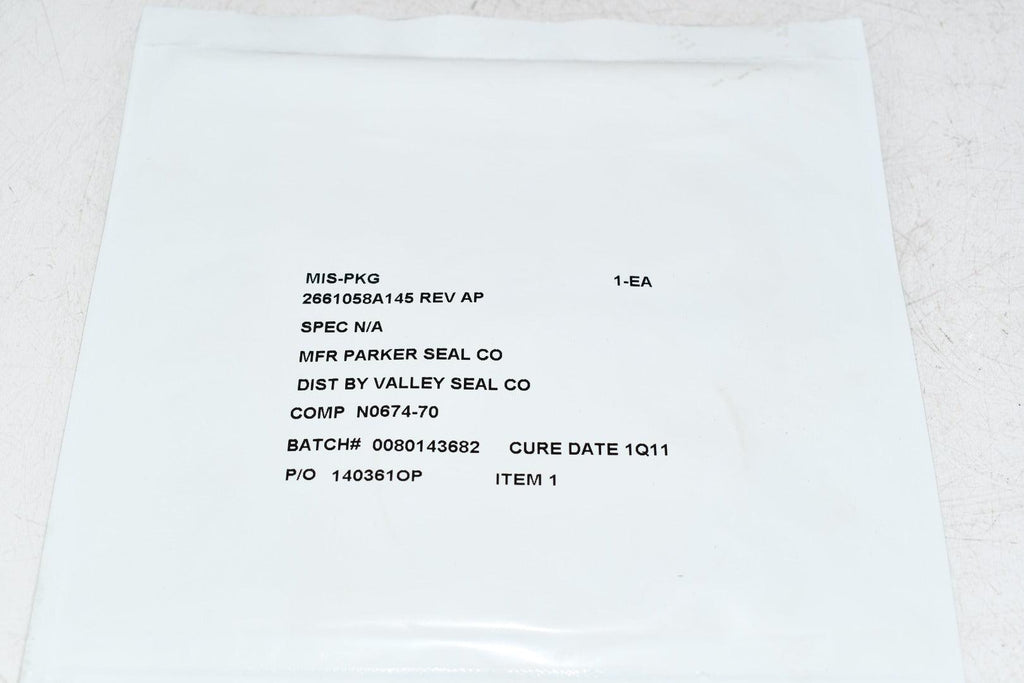 MIS-PKG 1-EA
2661058A145 REV AP
SPEC N/A
MFR PARKER SEAL CO
DIST BY VALLEY SEAL CO
COMP N0674-70
BATCH# 0080143682 CURE DATE 1Q11
P/O 140361OP ITEM 1